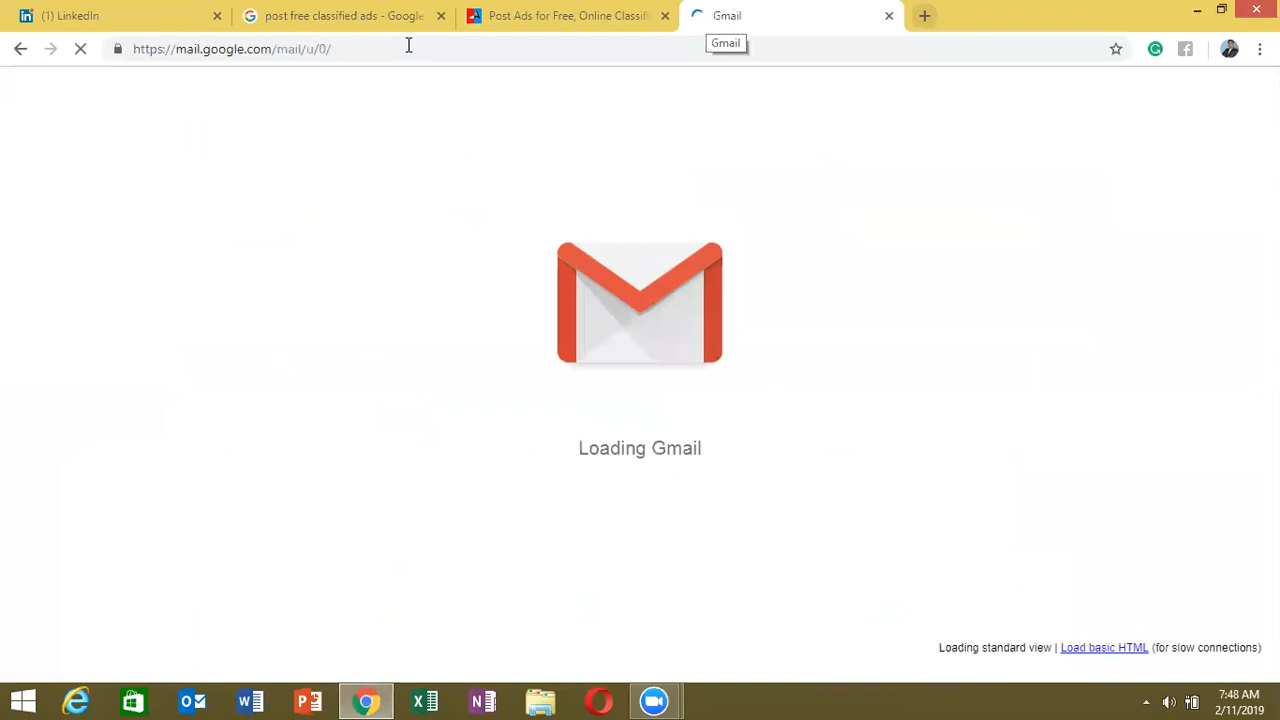 (1) LinkedIn
post free classified ads - Google
Post Ads for Free, Online Classifi
Gmail
https://mail.google.com/mail/u/0/
Gmail
Loading Gmail
Loading standard view | Load basic HTML (for slow connections)
7:48 AM
2/11/2019